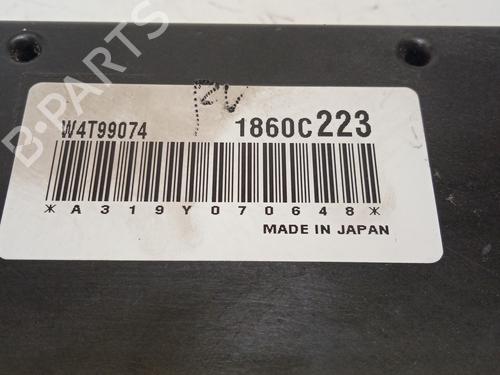 B-PARTS
W4T99074
1860C223
*A319Y070648*
MADE IN JAPAN